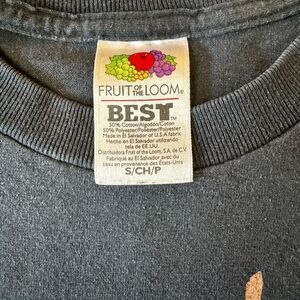 FRUIT OF THE LOOM®
BEST™
50% Cotton/Algodón/Coton
50% Polyester/Poliéster/Polyester
Made in El Salvador of U.S.A fabric
Hecho en El Salvador utilizando
tela de EE.UU.
Distribuidora Fruit of the Loom, S.A. de C.V.
Fabriqué au El Salvador avec du
tissu en provenance des États-Unis
S/CH/P